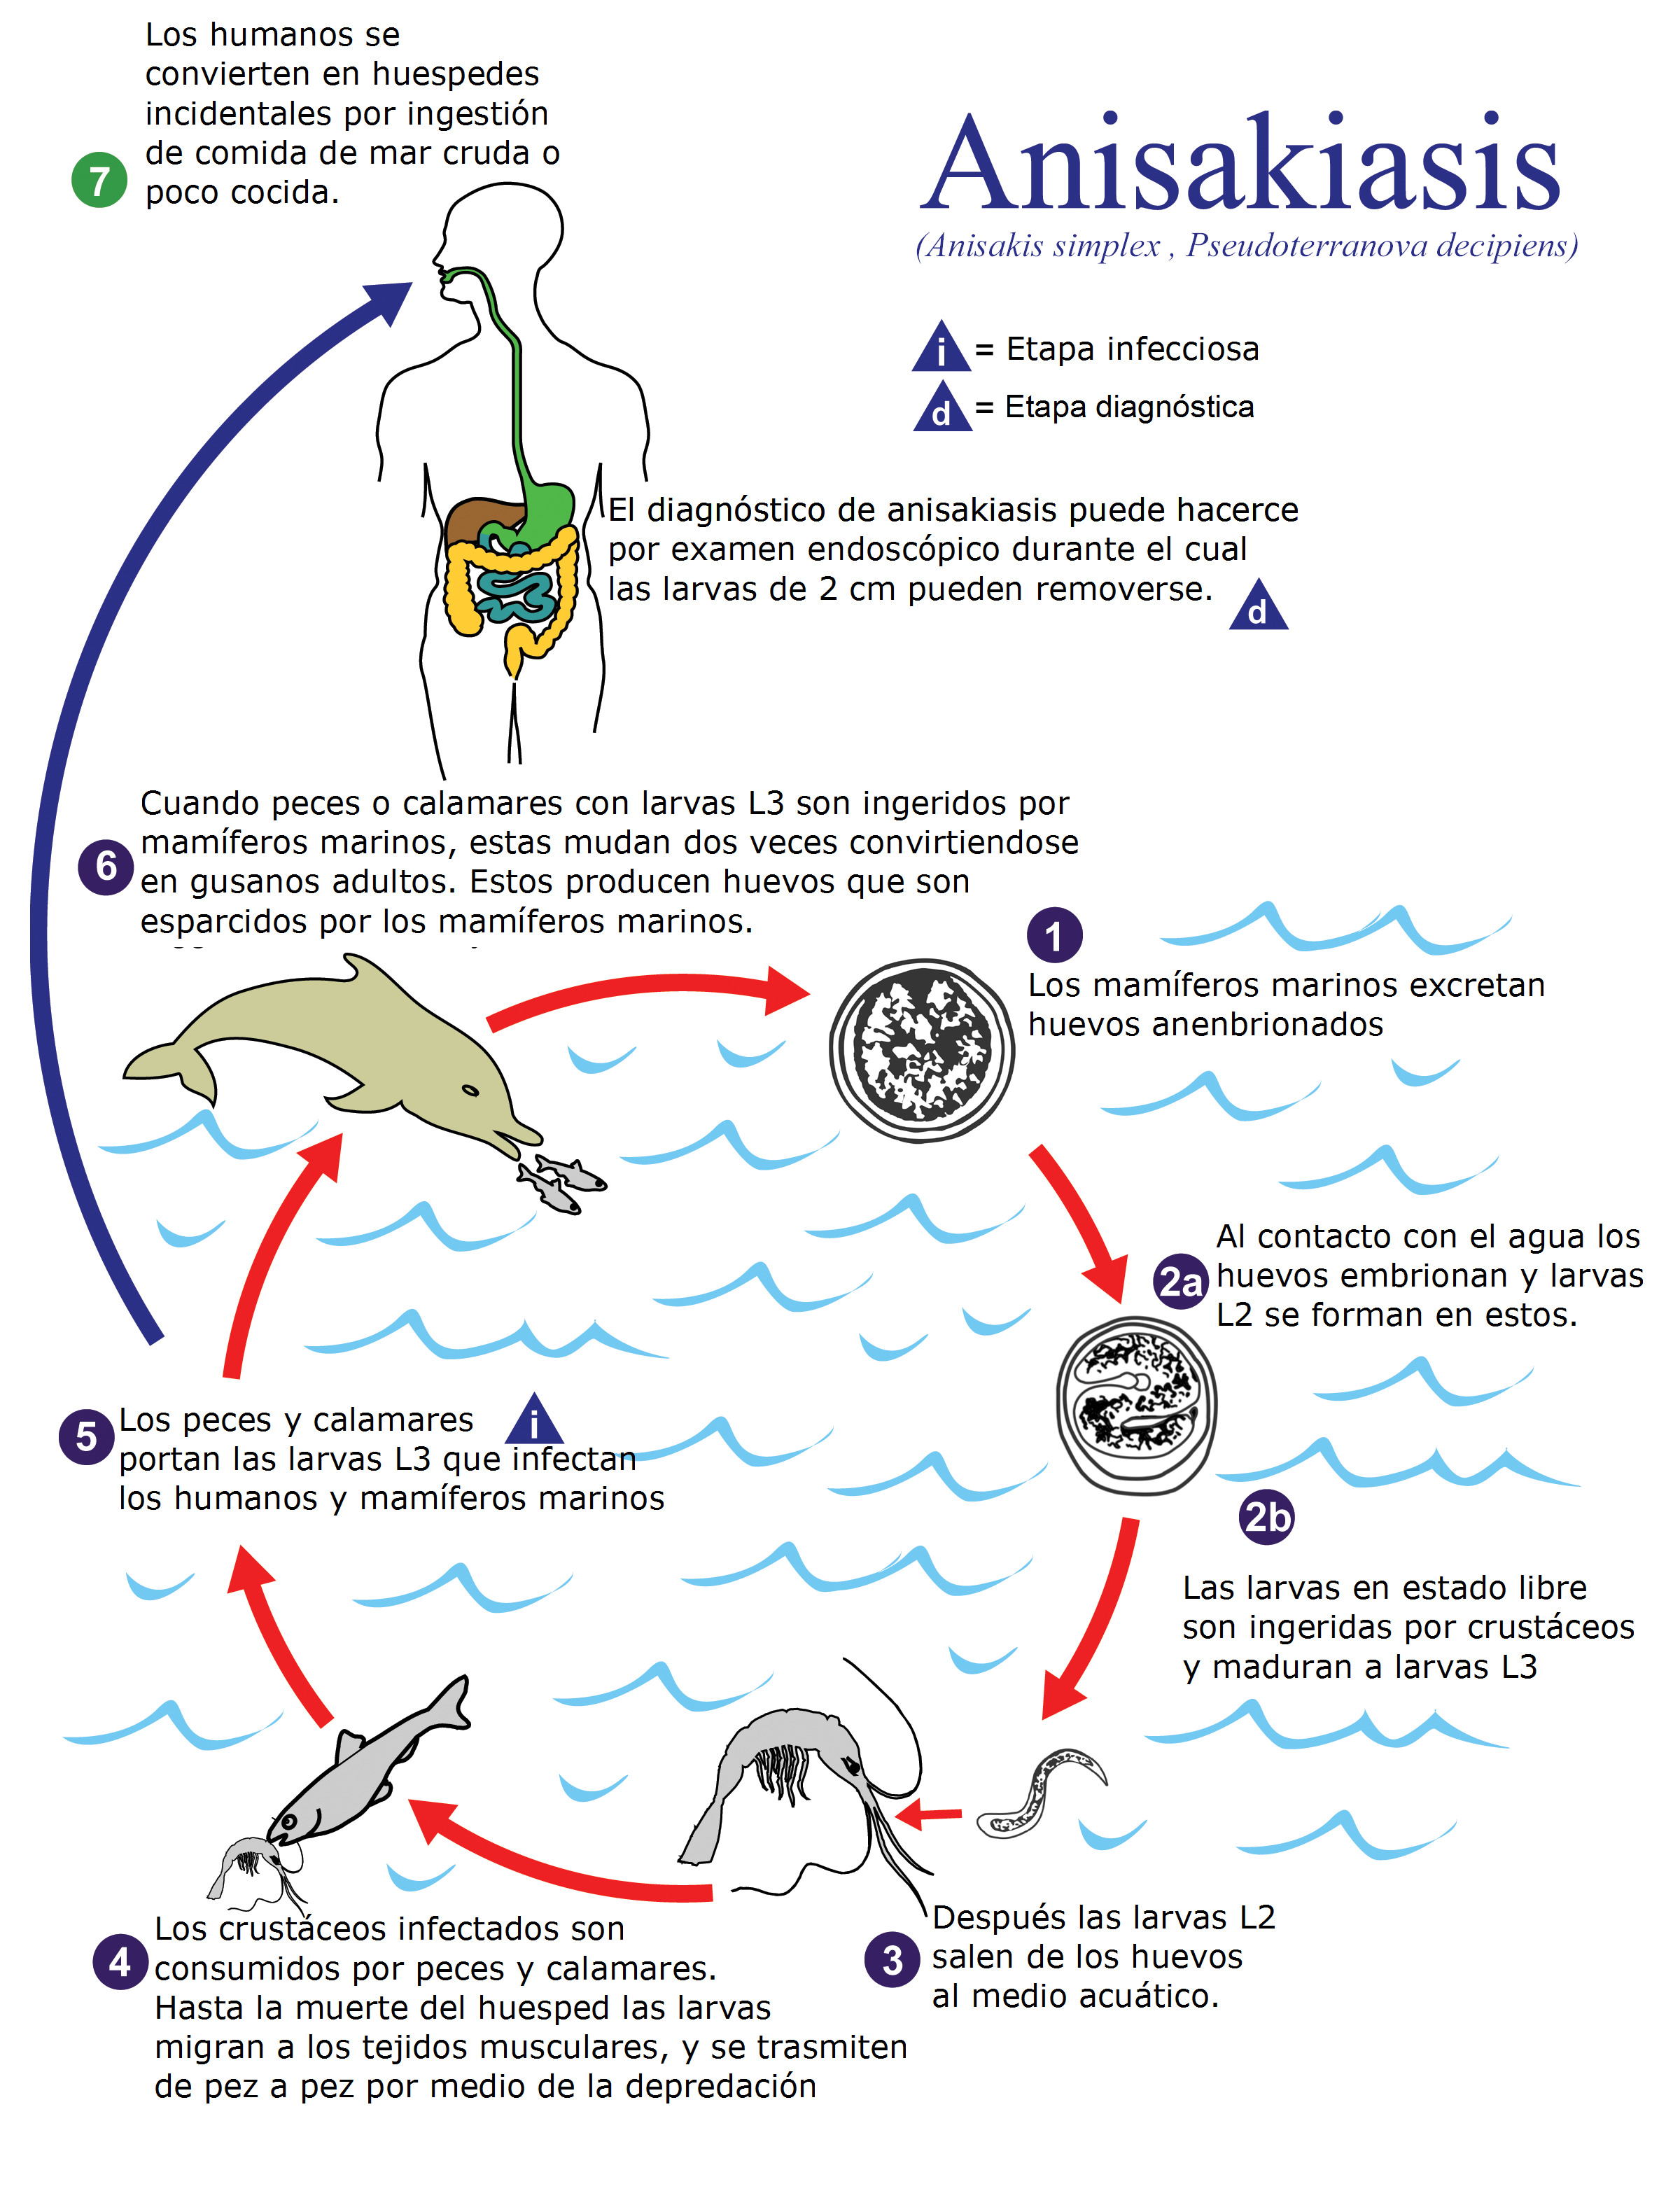 Anisakiasis
(Anisakis simplex , Pseudoterranova decipiens)
i = Etapa infecciosa
d = Etapa diagnóstica
7
Los humanos se
convierten en huespedes
incidentales por ingestión
de comida de mar cruda o
poco cocida.
El diagnóstico de anisakiasis puede hacerce
por examen endoscópico durante el cual
las larvas de 2 cm pueden removerse.
d
6
Cuando peces o calamares con larvas L3 son ingeridos por
mamíferos marinos, estas mudan dos veces convirtiendose
en gusanos adultos. Estos producen huevos que son
esparcidos por los mamíferos marinos.
1
Los mamíferos marinos excretan
huevos anenbrionados
2a
Al contacto con el agua los
huevos embrionan y larvas
L2 se forman en estos.
2b
Las larvas en estado libre
son ingeridas por crustáceos
y maduran a larvas L3
5
Los peces y calamares
i
portan las larvas L3 que infectan
los humanos y mamíferos marinos
4
Los crustáceos infectados son
consumidos por peces y calamares.
Hasta la muerte del huesped las larvas
migran a los tejidos musculares, y se trasmiten
de pez a pez por medio de la depredación
3
Después las larvas L2
salen de los huevos
al medio acuático.